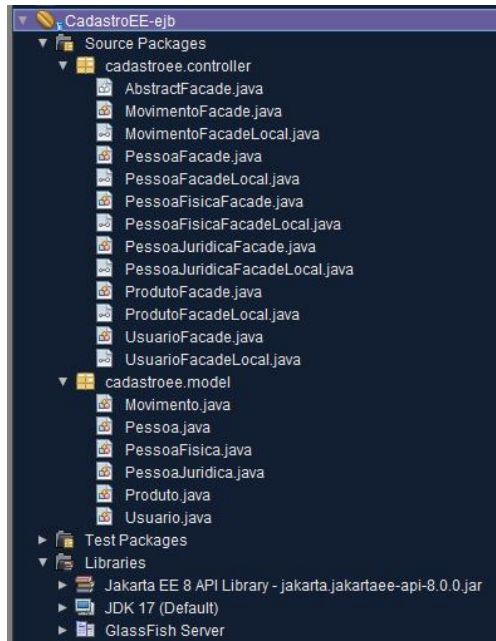 CadastroEE-ejb
Source Packages
cadastroee.controller
AbstractFacade.java
MovimentoFacade.java
MovimentoFacadeLocal.java
PessoaFacade.java
PessoaFacadeLocal.java
PessoaFisicaFacade.java
PessoaFisicaFacadeLocal.java
PessoaJuridicaFacade.java
PessoaJuridicaFacadeLocal.java
ProdutoFacade.java
ProdutoFacadeLocal.java
UsuarioFacade.java
UsuarioFacadeLocal.java
cadastroee.model
Movimento.java
Pessoa.java
PessoaFisica.java
PessoaJuridica.java
Produto.java
Usuario.java
Test Packages
Libraries
Jakarta EE 8 API Library - jakarta.jakartaee-api-8.0.0.jar
JDK 17 (Default)
GlassFish Server